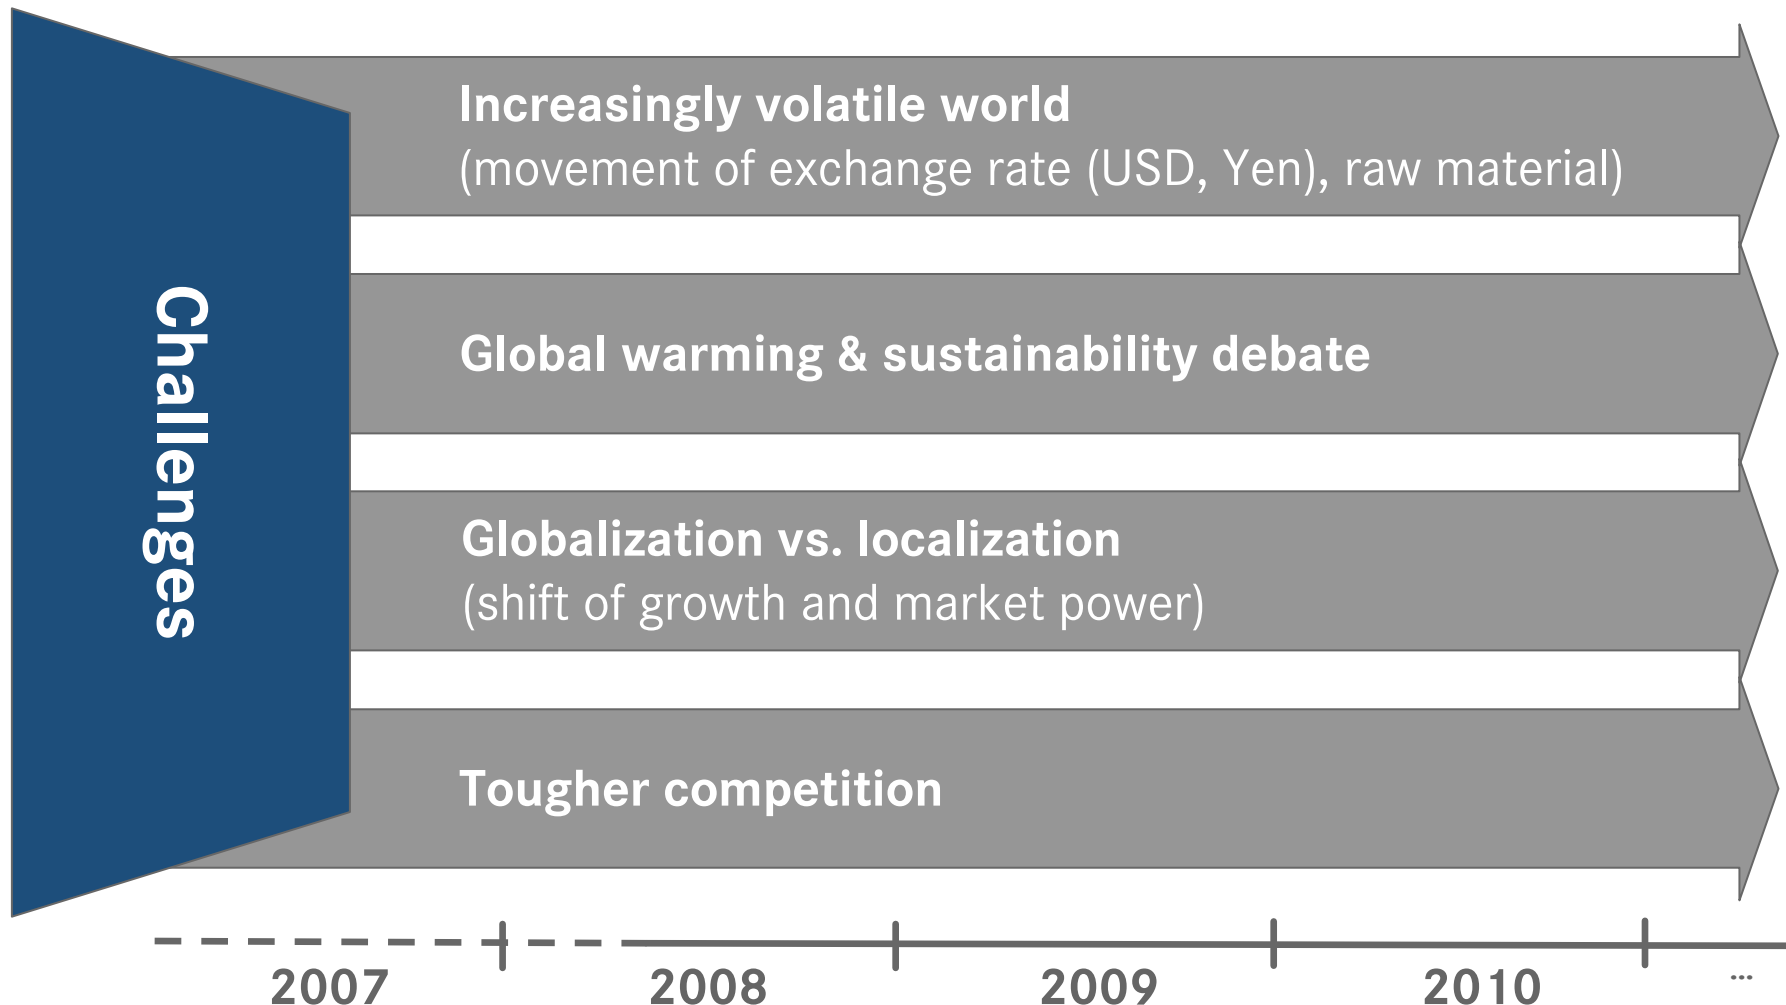 Challenges
Increasingly volatile world
(movement of exchange rate (USD, Yen), raw material)
Global warming & sustainability debate
Globalization vs. localization
(shift of growth and market power)
Tougher competition
2007 2008 2009 2010 ...